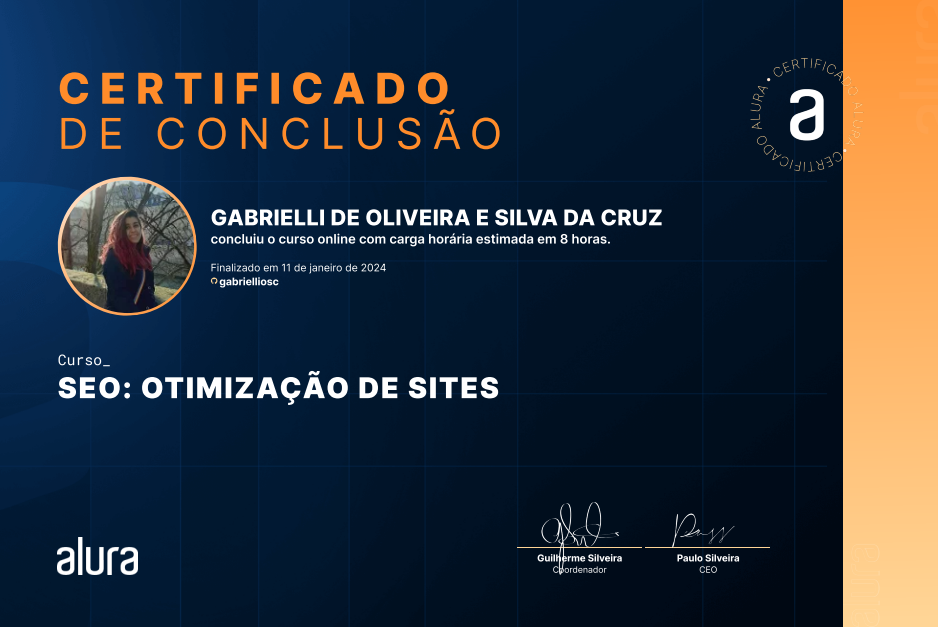 CERTIFICADO
DE CONCLUSÃO
CERTIFICADO ALURA • CERTIFICADO ALURA •
a
GABRIELLI DE OLIVEIRA E SILVA DA CRUZ
concluiu o curso online com carga horária estimada em 8 horas.
Finalizado em 11 de janeiro de 2024
gabrielliosc
Curso_
SEO: OTIMIZAÇÃO DE SITES
alura
Guilherme Silveira
Coordenador
Paulo Silveira
CEO